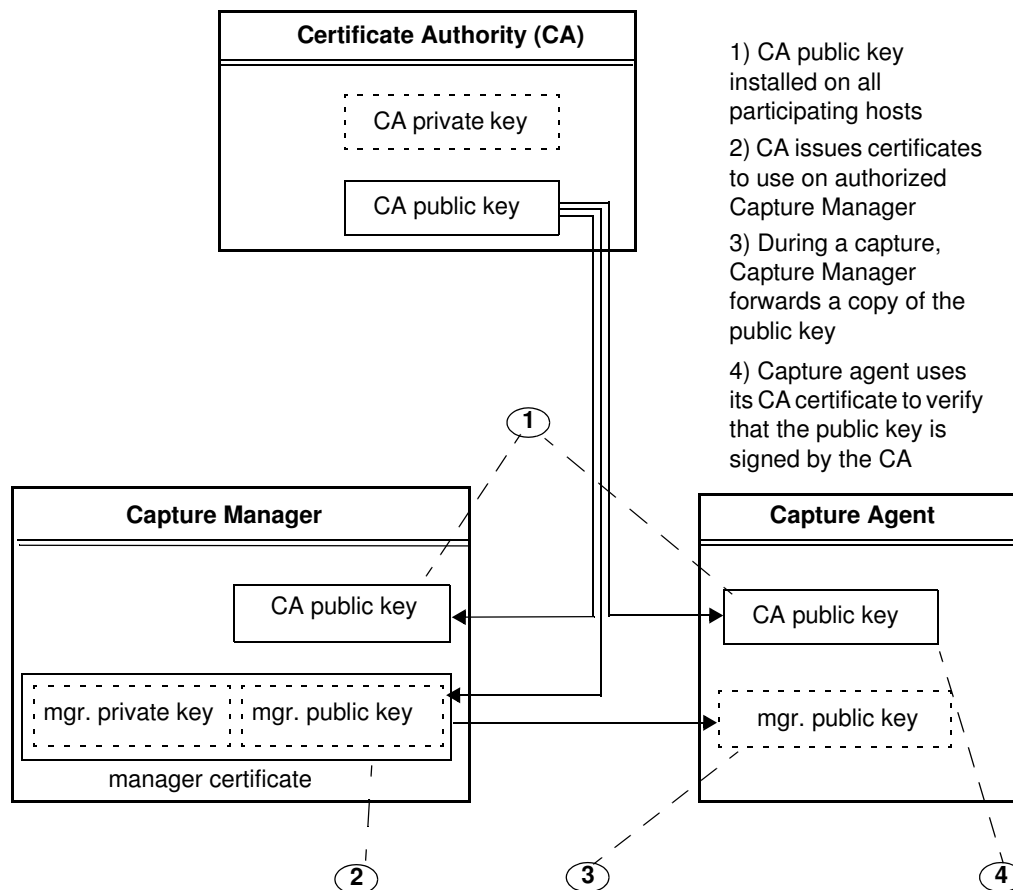 Certificate Authority (CA)
CA private key
CA public key
1) CA public key
installed on all
participating hosts
2) CA issues certificates
to use on authorized
Capture Manager
3) During a capture,
Capture Manager
forwards a copy of the
public key
4) Capture agent uses
its CA certificate to verify
that the public key is
signed by the CA
1
Capture Manager
CA public key
mgr. private key
mgr. public key
manager certificate
Capture Agent
CA public key
mgr. public key
2
3
4